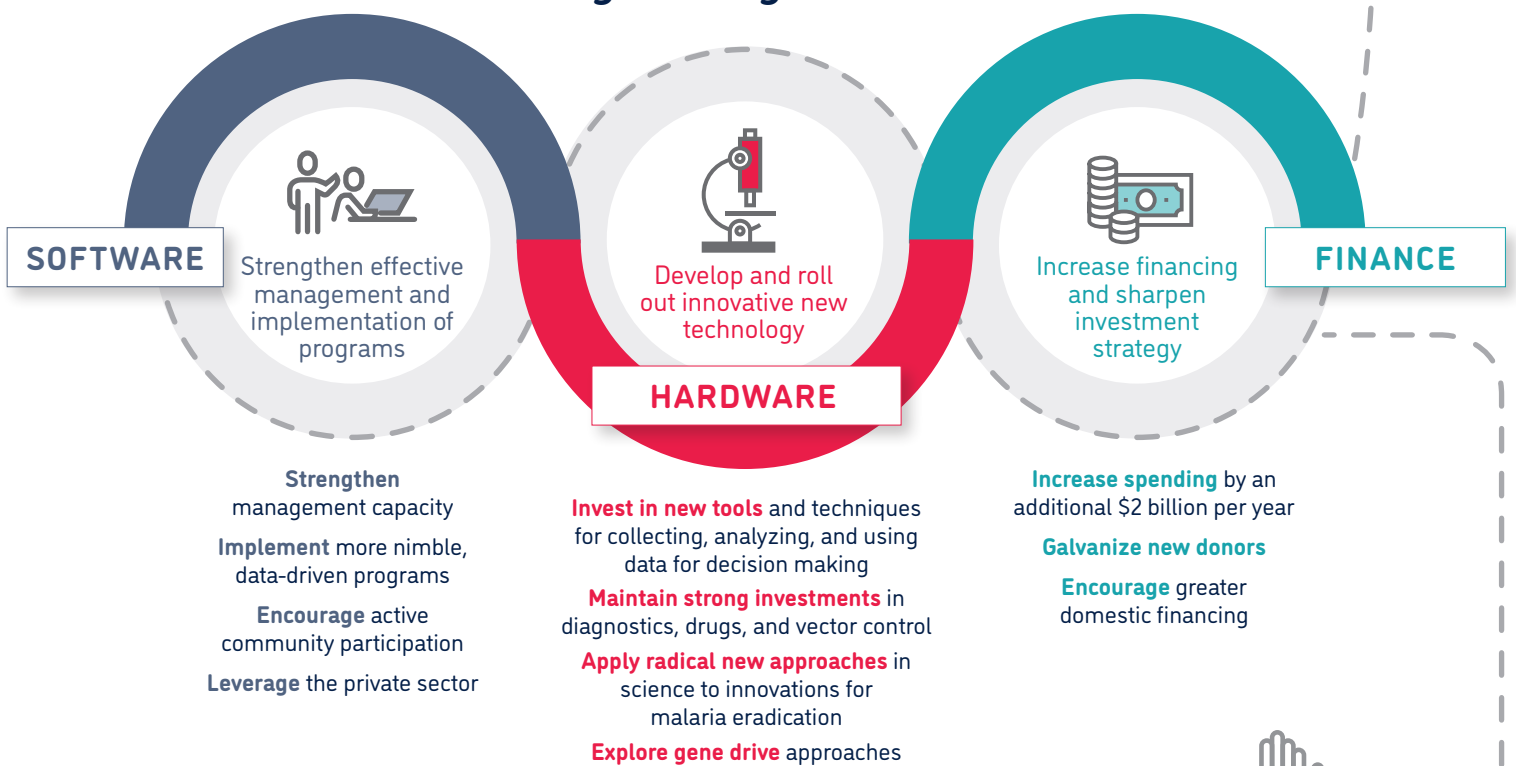 SOFTWARE
Strengthen effective
management and
implementation of
programs
Develop and roll
out innovative new
technology
HARDWARE
Increase financing
and sharpen
investment
strategy
FINANCE
Strengthen
management capacity
Implement more nimble,
data-driven programs
Encourage active
community participation
Leverage the private sector
Invest in new tools and techniques
for collecting, analyzing, and using
data for decision making
Maintain strong investments in
diagnostics, drugs, and vector control
Apply radical new approaches in
science to innovations for
malaria eradication
Explore gene drive approaches
Increase spending by an
additional $2 billion per year
Galvanize new donors
Encourage greater
domestic financing